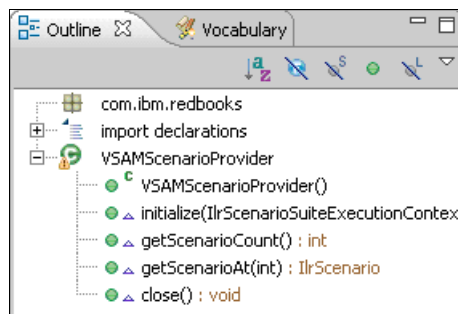 Outline Vocabulary
com.ibm.redbooks
import declarations
VSAMScenarioProvider
VSAMScenarioProvider()
initialize(IlrScenarioSuiteExecutionContex
getScenarioCount() : int
getScenarioAt(int) : IlrScenario
close() : void